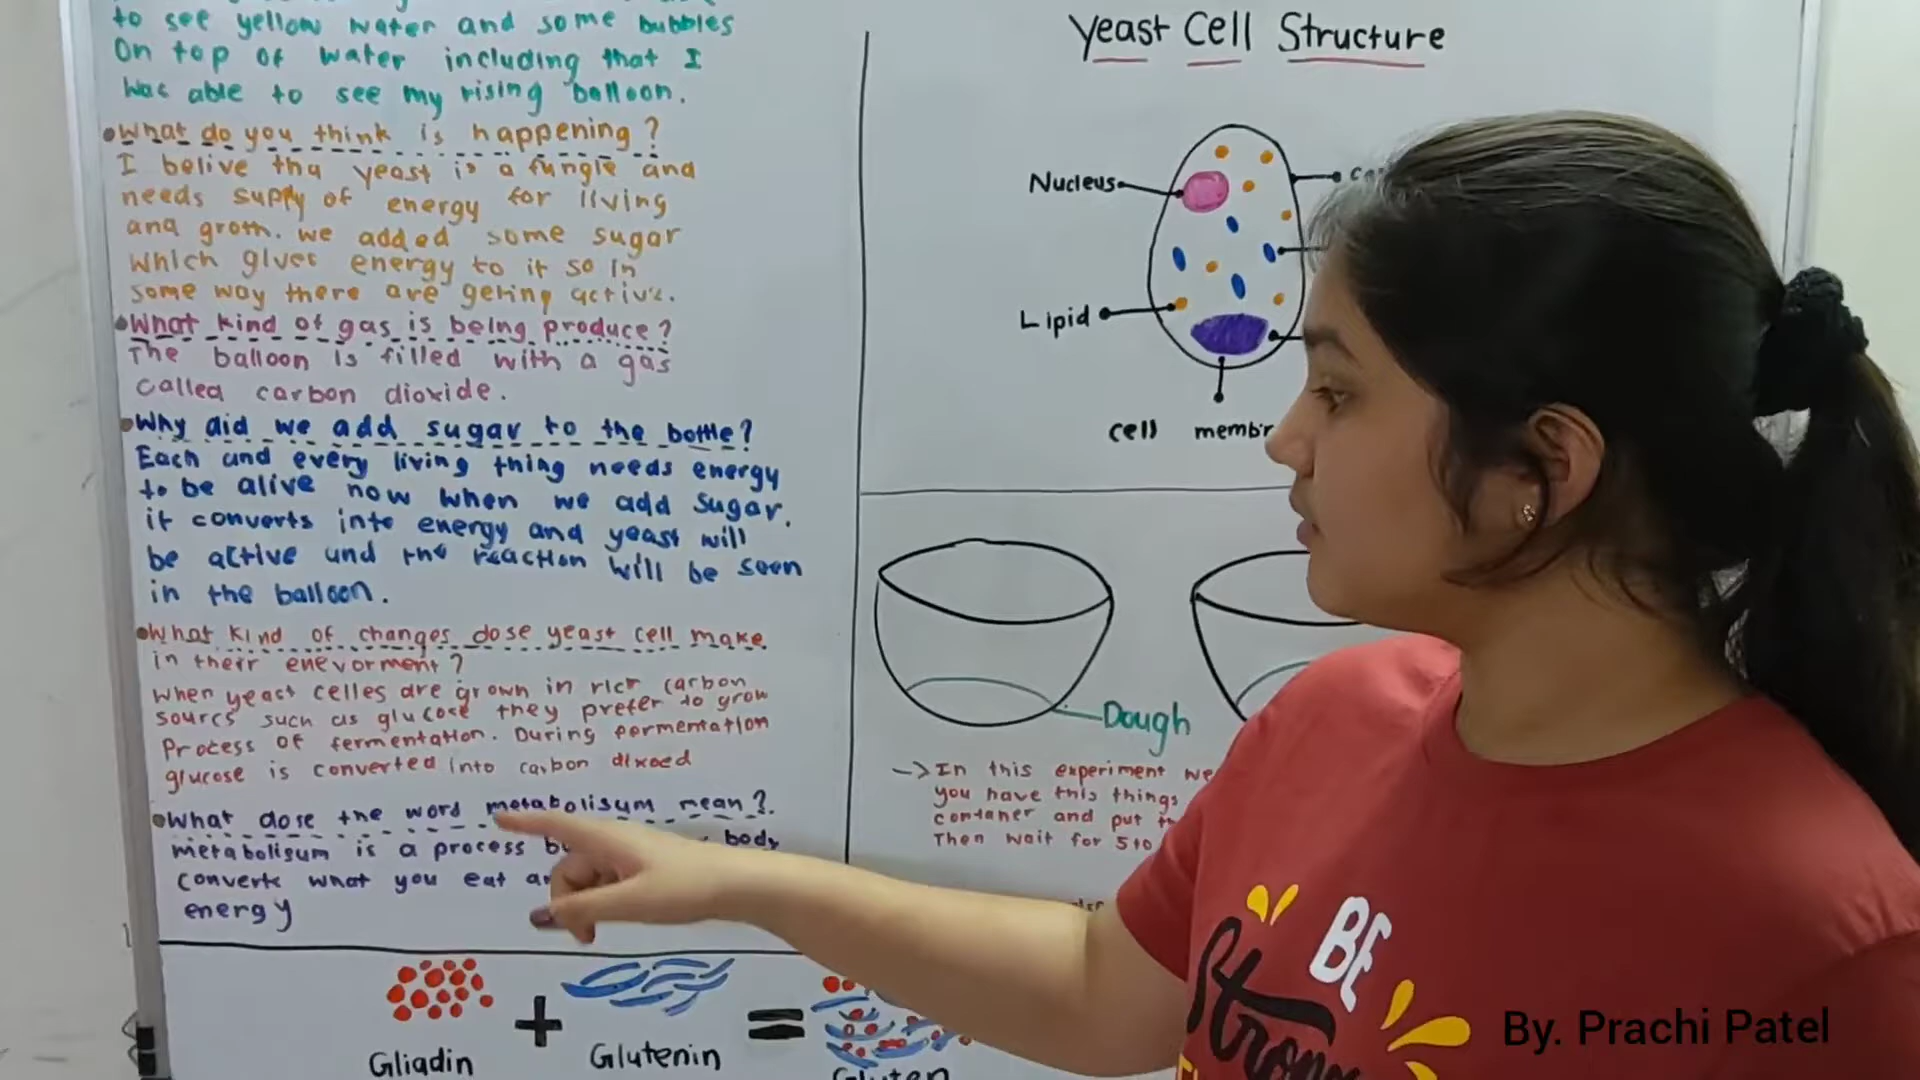 to see yellow water and some bubbles
On top of water including that I
was able to see my rising balloon.
•What do you think is happening?
I belive tha yeast is a fungie and
needs supply of energy for living
and groth. We added some sugar
which gives energy to it so in
some way there are geting active.
•What kind of gas is being produce?
The balloon is filled with a gas
called carbon dioxide.
•Why did we add sugar to the bottle?
Each and every living thing needs energy
to be alive now when we add sugar.
it converts into energy and yeast will
be active and the reaction will be seen
in the balloon.
•What kind of changes dose yeast cell make
in their enevorment?
When yeast celles are grown in rich carbon
sources such as glucose they prefer to grow
Process of fermentation. During permentation
glucose is converted into carbon dixoed
•What dose the word metabolisum mean?
metabolisum is a process body
converts what you eat
energy
Gliadin
+
Glutenin
=
Gluten
Yeast Cell Structure
Nucleus
Lipid
cell membr
Dough
→In this experiment we
you have this things
contaner and put
Then wait for 5to
BE
Strong
By. Prachi Patel